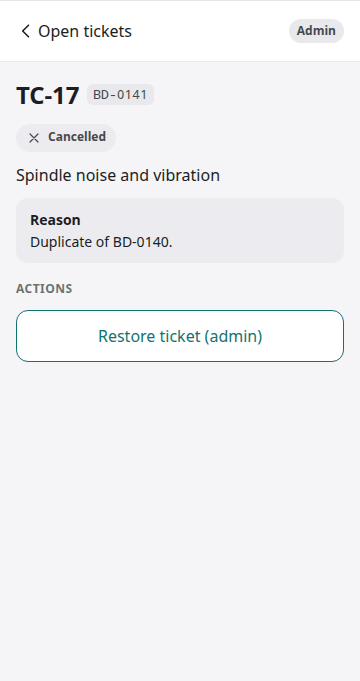 Open tickets
Admin
TC-17 BD-0141
Cancelled
Spindle noise and vibration
Reason
Duplicate of BD-0140.
ACTIONS
Restore ticket (admin)